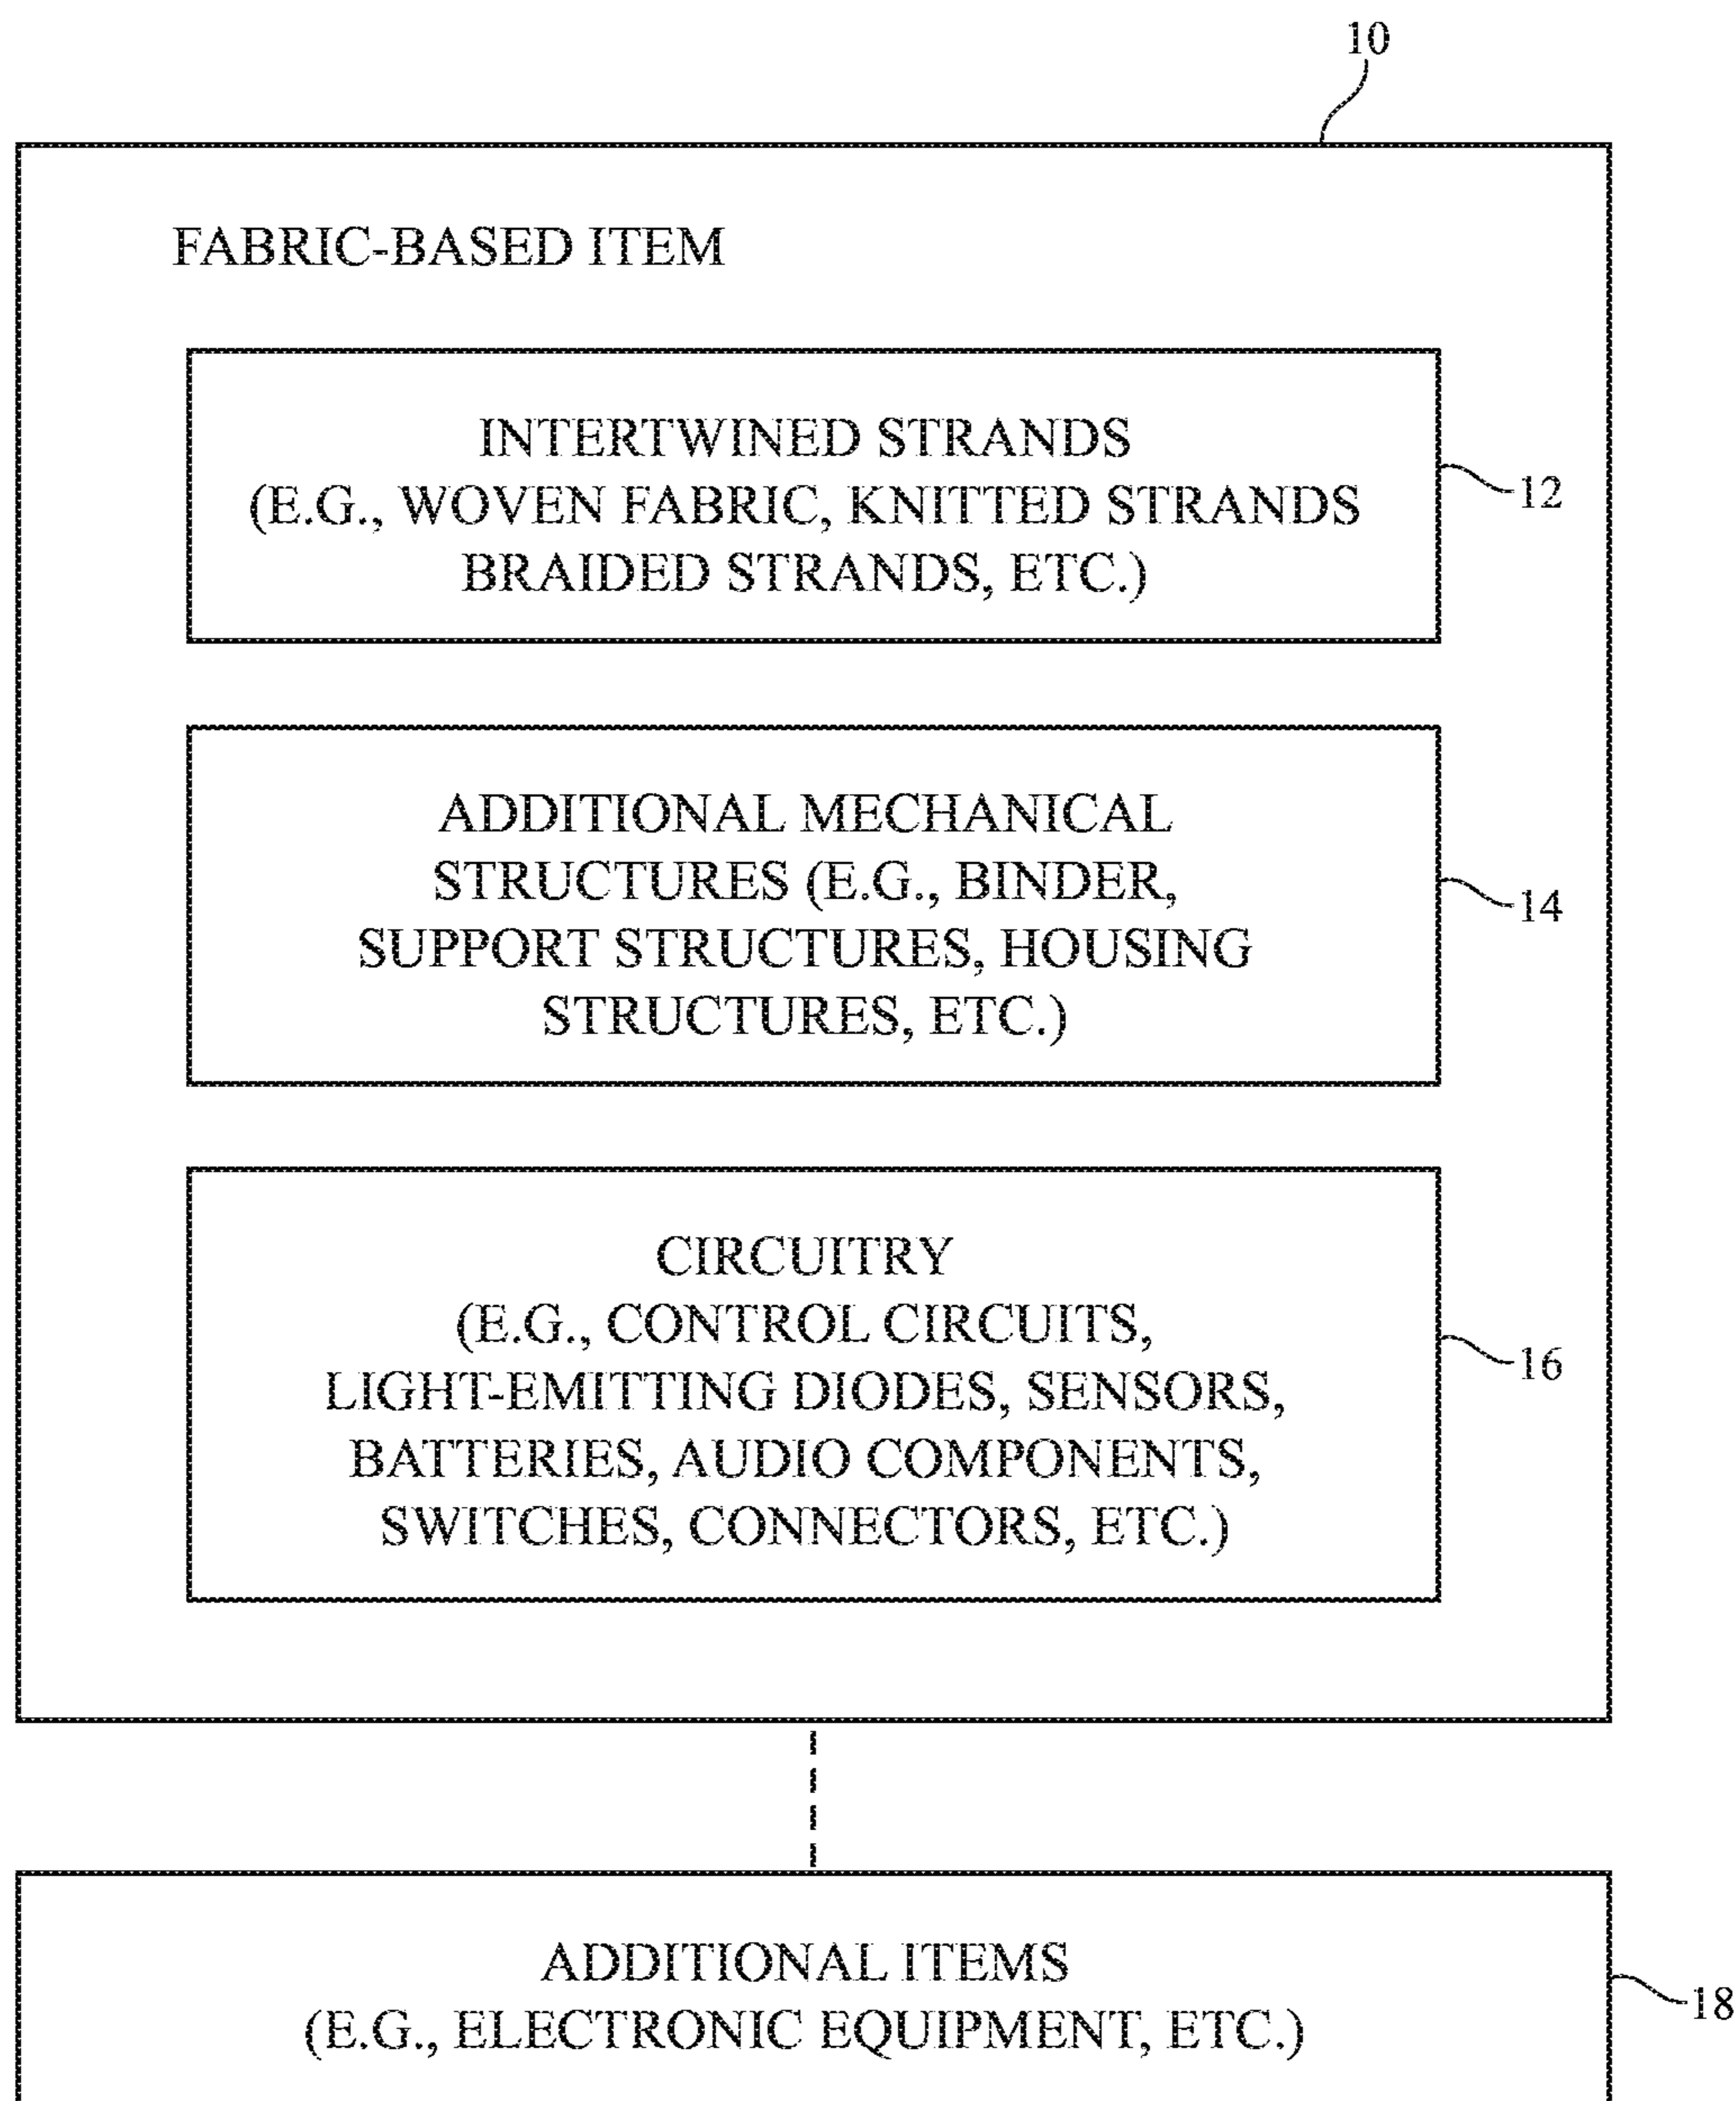 10
FABRIC-BASED ITEM
INTERTWINED STRANDS
(E.G., WOVEN FABRIC, KNITTED STRANDS
BRAIDED STRANDS, ETC.)
12
ADDITIONAL MECHANICAL
STRUCTURES (E.G., BINDER,
SUPPORT STRUCTURES, HOUSING
STRUCTURES, ETC.)
14
CIRCUITRY
(E.G., CONTROL CIRCUITS,
LIGHT-EMITTING DIODES, SENSORS,
BATTERIES, AUDIO COMPONENTS,
SWITCHES, CONNECTORS, ETC.)
16
ADDITIONAL ITEMS
(E.G., ELECTRONIC EQUIPMENT, ETC.)
18